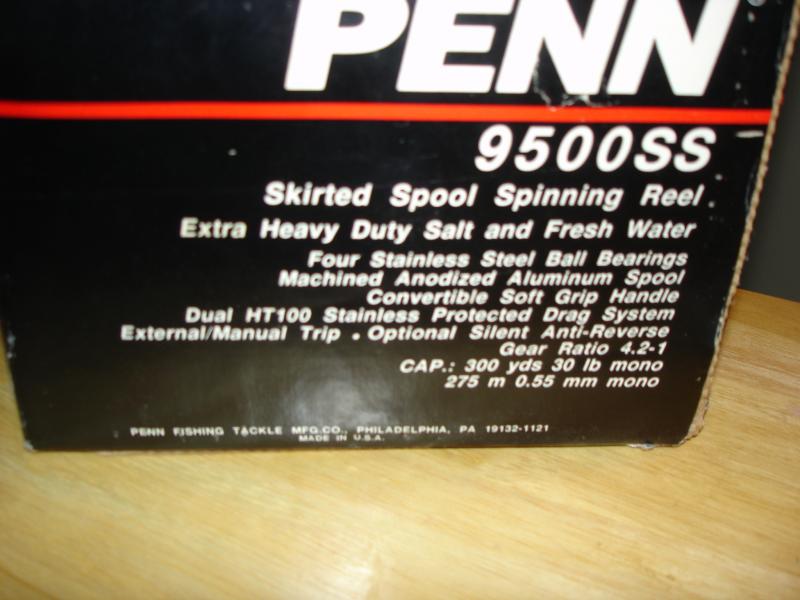 PENN
9500SS
Skirted Spool Spinning Reel
Extra Heavy Duty Salt and Fresh Water
Four Stainless Steel Ball Bearings
Machined Anodized Aluminum Spool
Convertible Soft Grip Handle
Dual HT100 Stainless Protected Drag System
External/Manual Trip • Optional Silent Anti-Reverse
Gear Ratio 4.2-1
CAP.: 300 yds 30 lb mono
275 m 0.55 mm mono
PENN FISHING TACKLE MFG.CO., PHILADELPHIA, PA 19132-1121
MADE IN U.S.A.